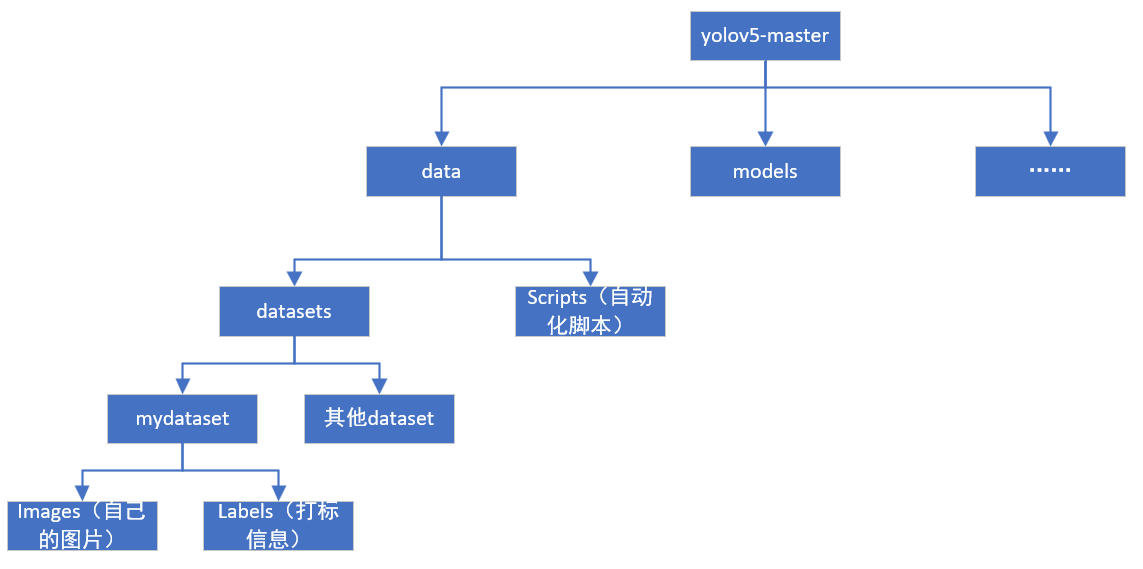 yolov5-master
data
models
······
datasets
Scripts（自动
化脚本）
mydataset
其他dataset
Images（自己
的图片）
Labels（打标
信息）